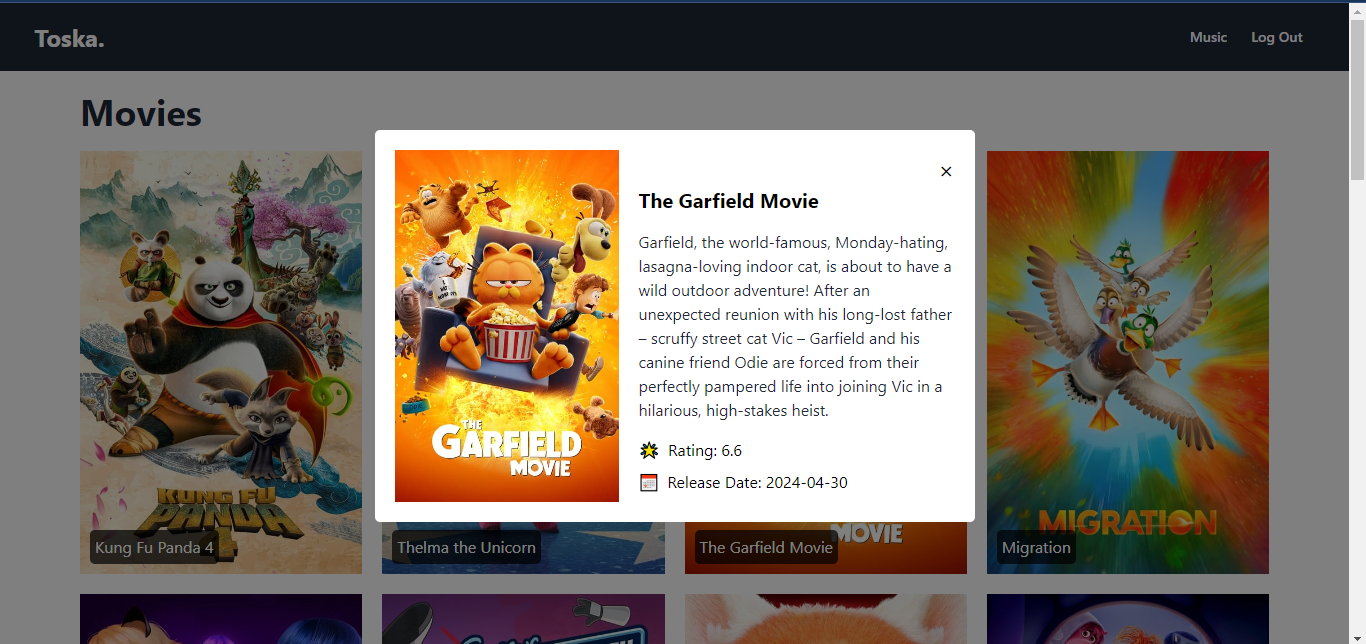 Toska.
Music
Log Out
Movies
The Garfield Movie
Garfield, the world-famous, Monday-hating,
lasagna-loving indoor cat, is about to have a
wild outdoor adventure! After an
unexpected reunion with his long-lost father
– scruffy street cat Vic – Garfield and his
canine friend Odie are forced from their
perfectly pampered life into joining Vic in a
hilarious, high-stakes heist.
Rating: 6.6
Release Date: 2024-04-30
THE
GARFIELD
MOVIE
KUNG FU
PANDA
4
Kung Fu Panda 4
Thelma the Unicorn
MOVIE
The Garfield Movie
MIGRATION
Migration